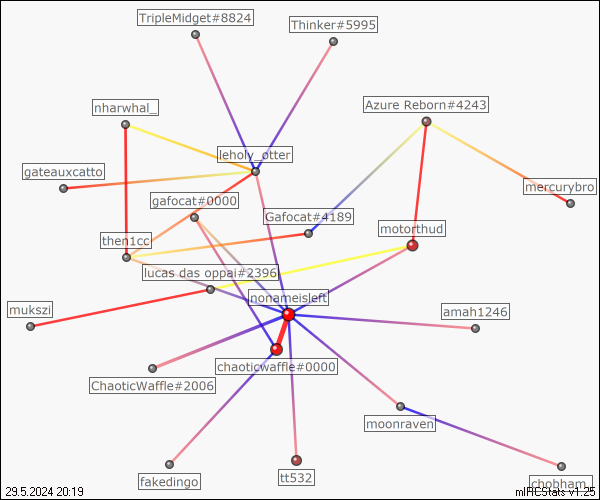 TripleMidget#8824
Thinker#5995
nharwhal_
Azure Reborn#4243
leholy_otter
gateauxcatto
mercurybro
gafocat#0000
Gafocat#4189
motorthud
then1cc
lucas das oppai#2396
nonameisleft
mukszi
amah1246
chaoticwaffle#0000
ChaoticWaffle#2006
moonraven
fakedingo
tt532
chobham_
29.5.2024 20:19
mIRCStats v1.25